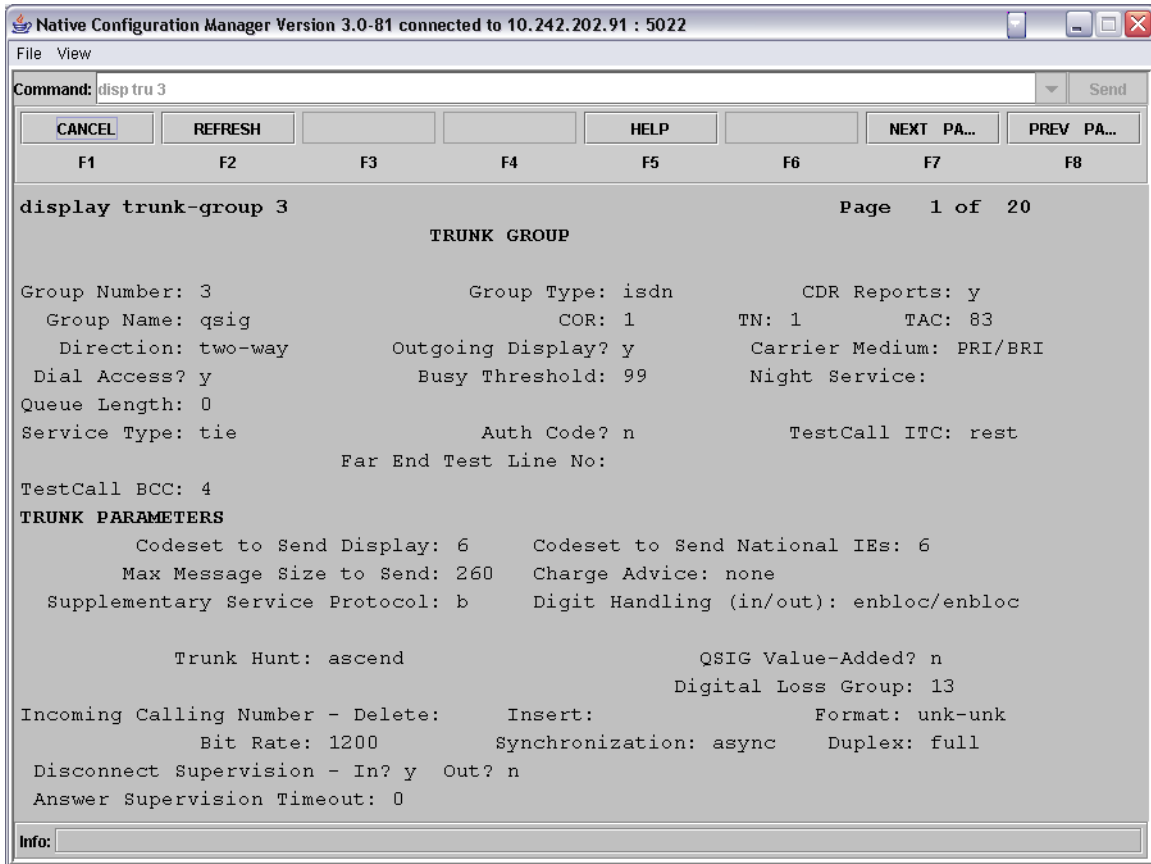 Native Configuration Manager Version 3.0-81 connected to 10.242.202.91 : 5022
File View
Command: disp tru 3 Send
CANCEL REFRESH HELP NEXT PA... PREV PA...
F1 F2 F3 F4 F5 F6 F7 F8
display trunk-group 3 Page 1 of 20
TRUNK GROUP
Group Number: 3 Group Type: isdn CDR Reports: y
Group Name: qsig COR: 1 TN: 1 TAC: 83
Direction: two-way Outgoing Display? y Carrier Medium: PRI/BRI
Dial Access? y Busy Threshold: 99 Night Service:
Queue Length: 0
Service Type: tie Auth Code? n TestCall ITC: rest
Far End Test Line No:
TestCall BCC: 4
TRUNK PARAMETERS
Codeset to Send Display: 6 Codeset to Send National IEs: 6
Max Message Size to Send: 260 Charge Advice: none
Supplementary Service Protocol: b Digit Handling (in/out): enbloc/enbloc
Trunk Hunt: ascend QSIG Value-Added? n
Digital Loss Group: 13
Incoming Calling Number - Delete: Insert: Format: unk-unk
Bit Rate: 1200 Synchronization: async Duplex: full
Disconnect Supervision - In? y Out? n
Answer Supervision Timeout: 0
Info: